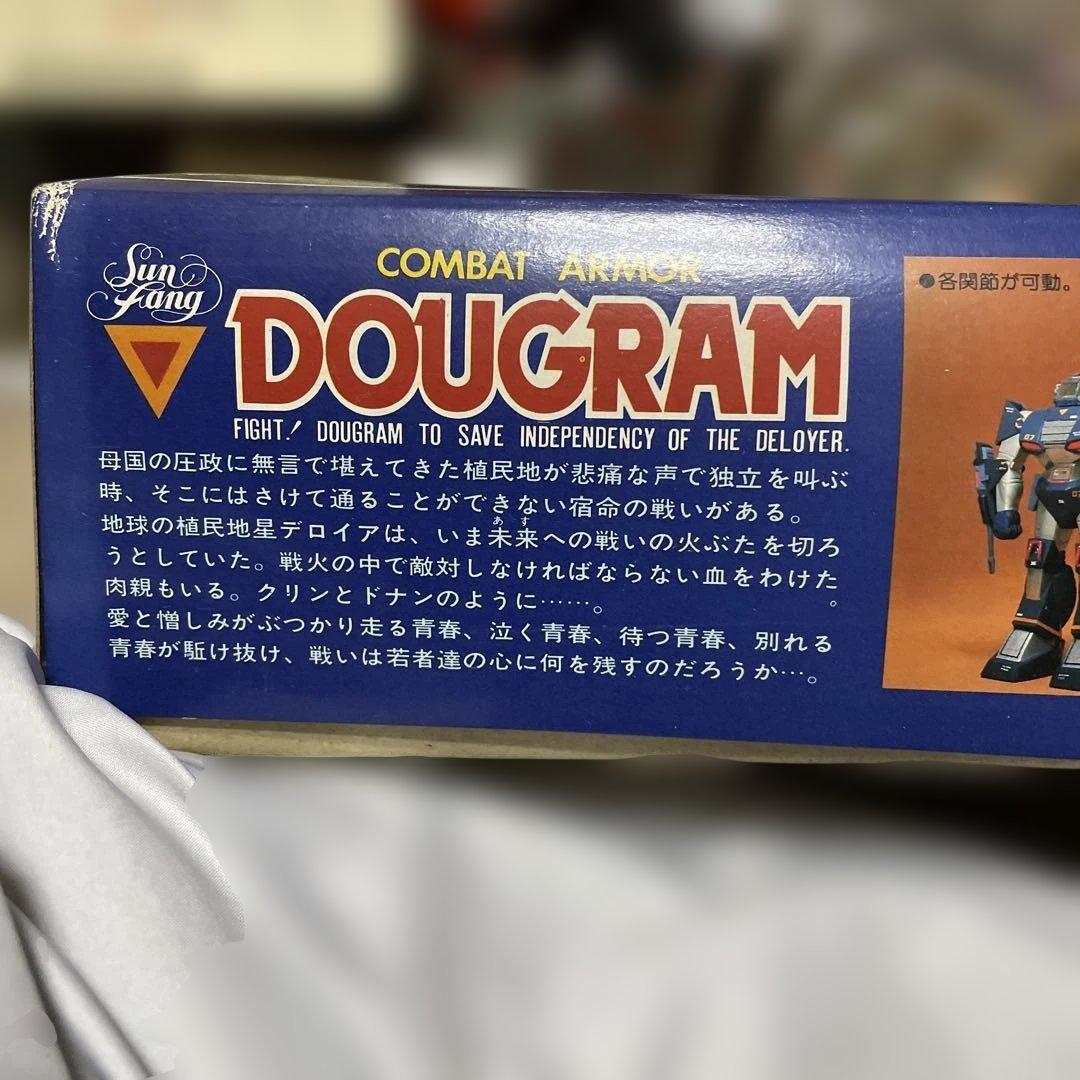 Sun
Fang
COMBAT ARMOR
DOUGRAM
FIGHT! DOUGRAM TO SAVE INDEPENDENCY OF THE DELOYER.
母国の圧政に無言で堪えてきた植民地が悲痛な声で独立を叫ぶ
時、そこにはさけて通ることができない宿命の戦いがある。
あす
地球の植民地星デロイアは、いま未来への戦いの火ぶたを切ろ
うとしていた。戦火の中で敵対しなければならない血をわけた
肉親もいる。クリンとドナンのように……。
愛と憎しみがぶつかり走る青春、泣く青春、待つ青春、別れる
青春が駈け抜け、戦いは若者達の心に何を残すのだろうか…。
●各関節が可動。
07